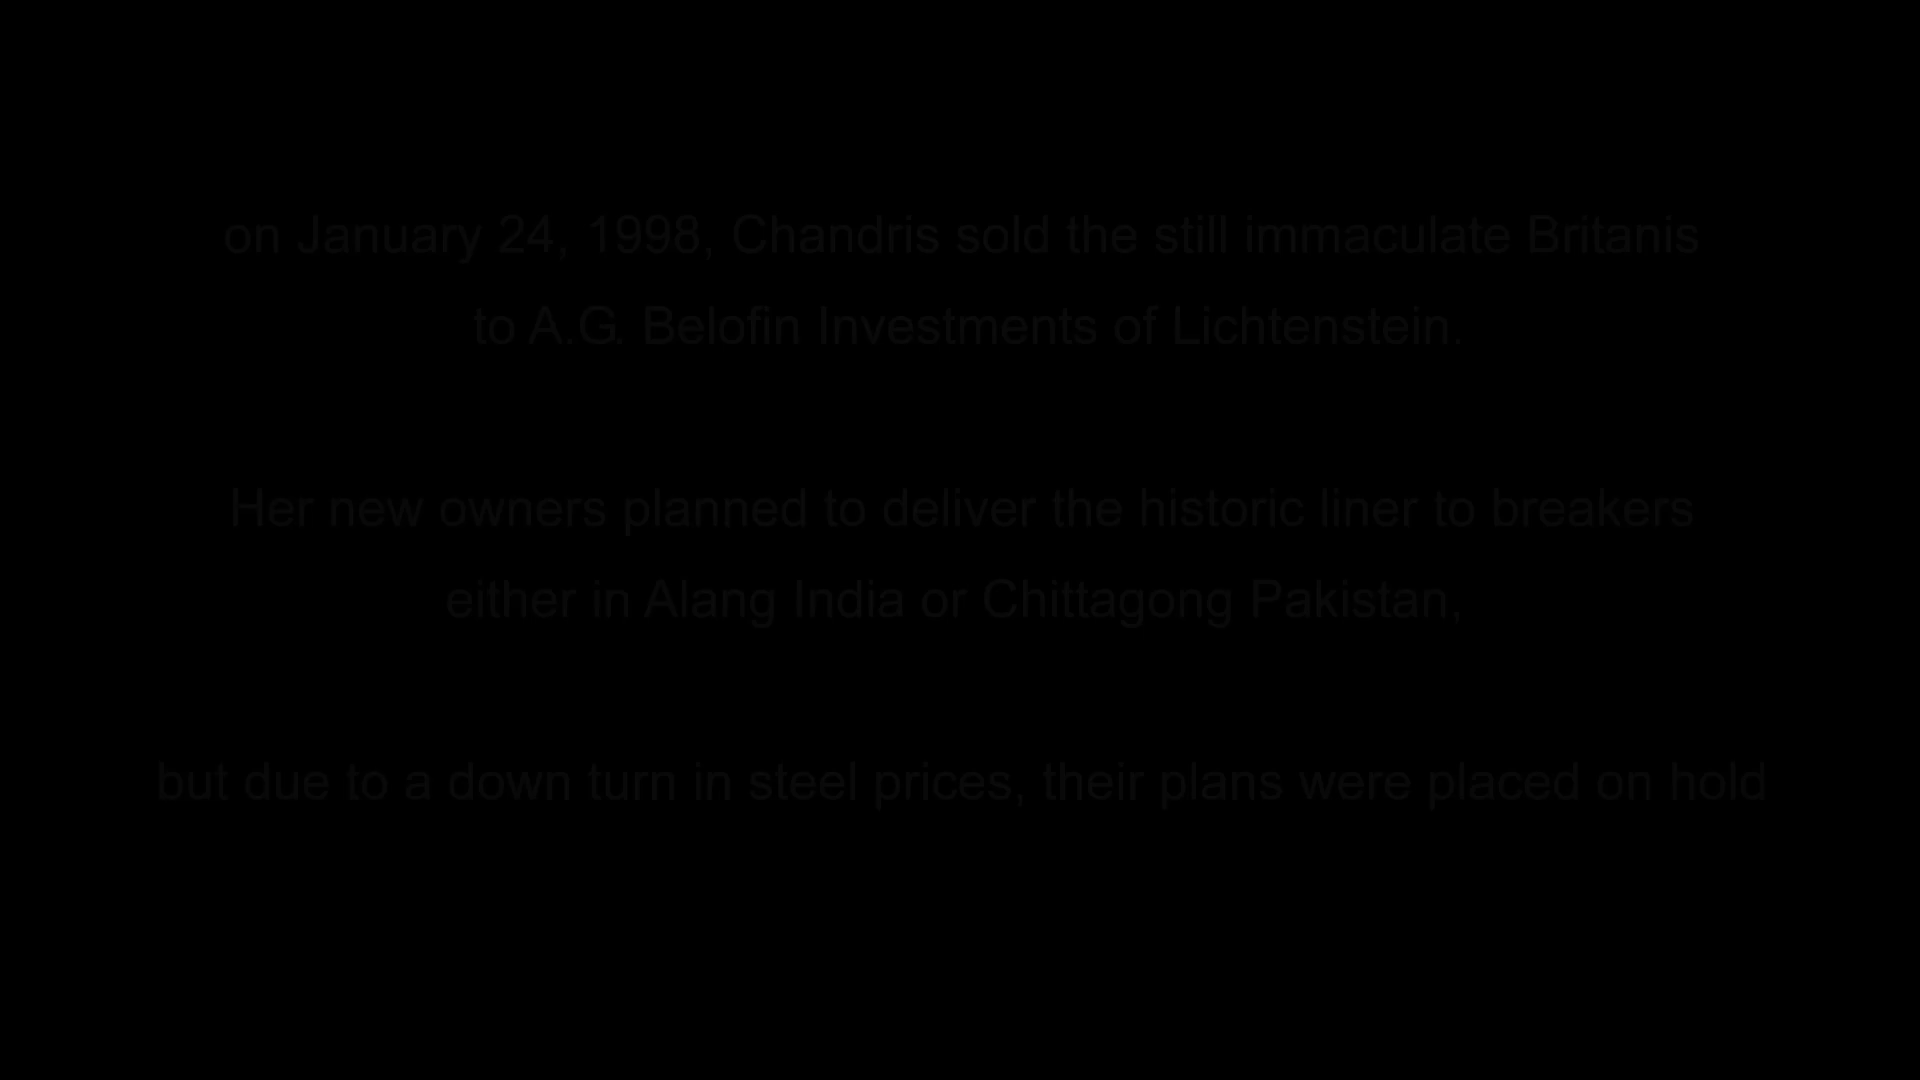 on January 24, 1998, Chandris sold the still immaculate Britanis
to A.G. Belofin Investments of Lichtenstein.
Her new owners planned to deliver the historic liner to breakers
either in Alang India or Chittagong Pakistan,
but due to a down turn in steel prices, their plans were placed on hold